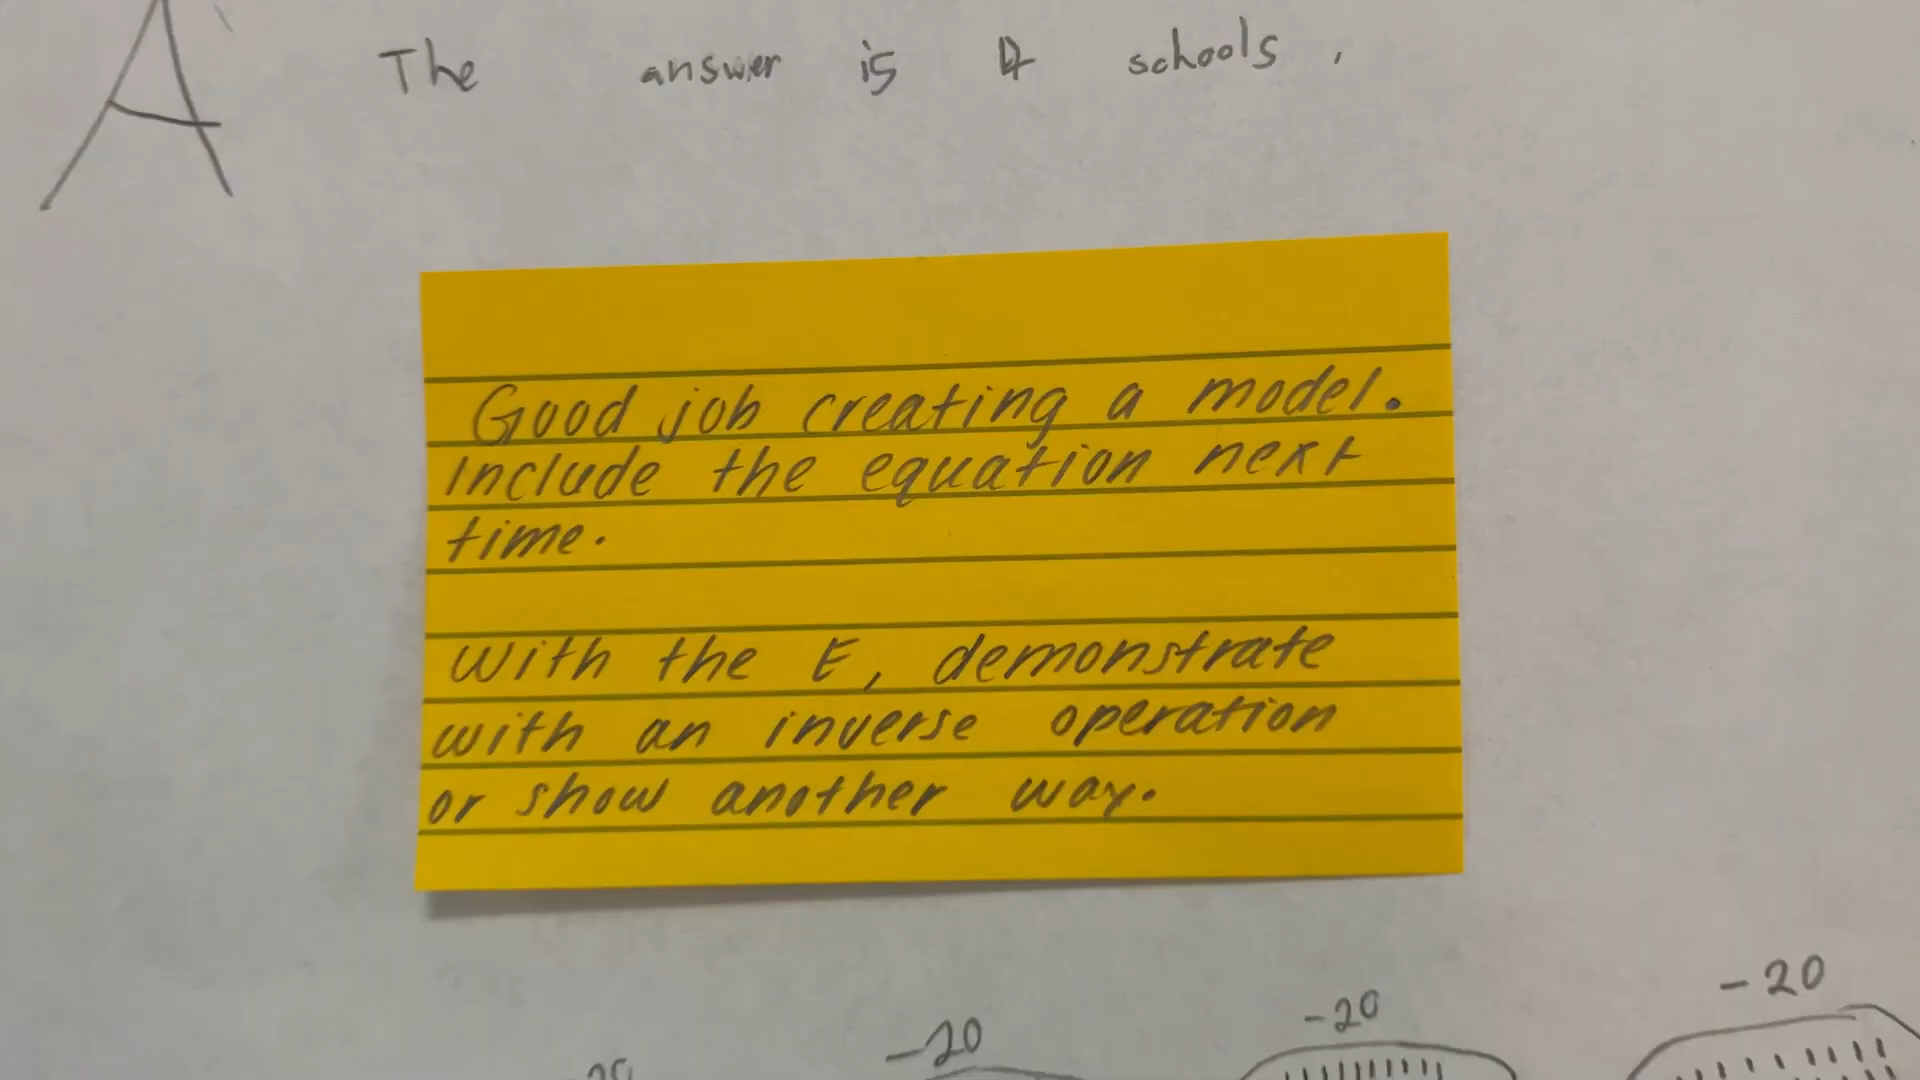 A
The answer is 4 schools.
Good job creating a model.
Include the equation next
time.
With the E, demonstrate
with an inverse operation
or show another way.
-20
-20
-20